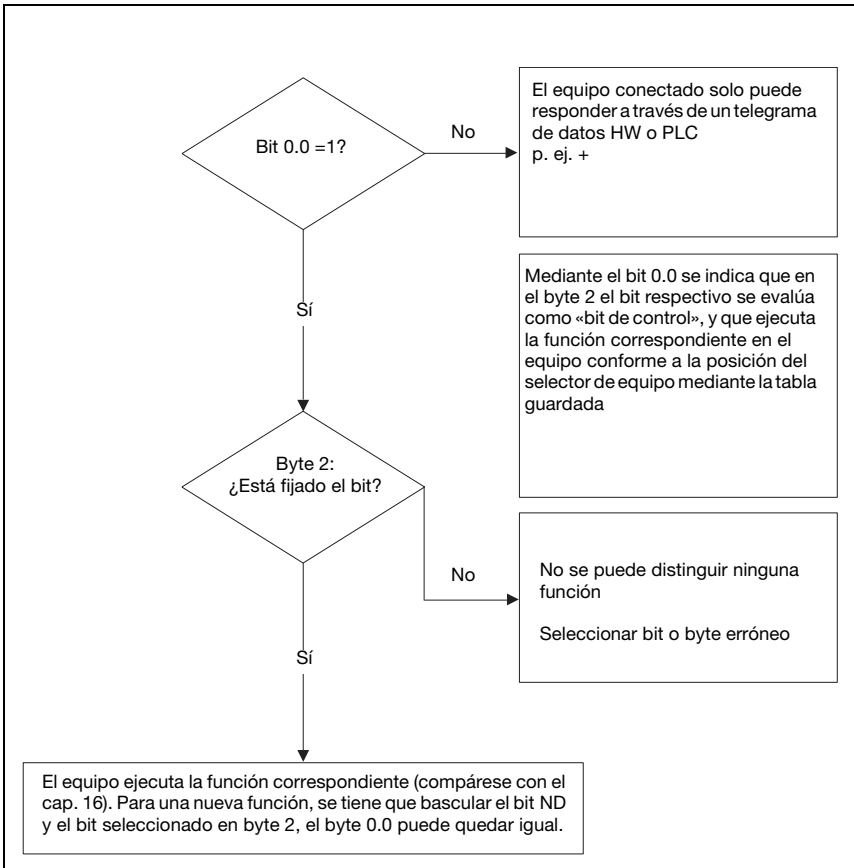 Bit 0.0 =1?
No
El equipo conectado solo puede
responder a través de un telegrama
de datos HW o PLC
p. ej. +
Mediante el bit 0.0 se indica que en
el byte 2 el bit respectivo se evalúa
como «bit de control», y que ejecuta
la función correspondiente en el
equipo conforme a la posición del
selector de equipo mediante la tabla
guardada
Sí
Byte 2:
¿Está fijado el bit?
No
No se puede distinguir ninguna
función
Seleccionar bit o byte erróneo
Sí
El equipo ejecuta la función correspondiente (compárese con el
cap. 16). Para una nueva función, se tiene que bascular el bit ND
y el bit seleccionado en byte 2, el byte 0.0 puede quedar igual.